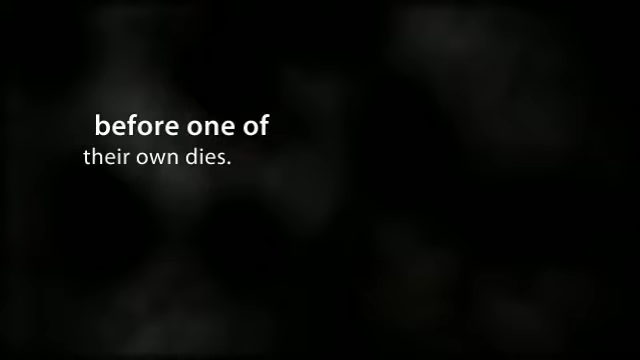 before one of
their own dies.